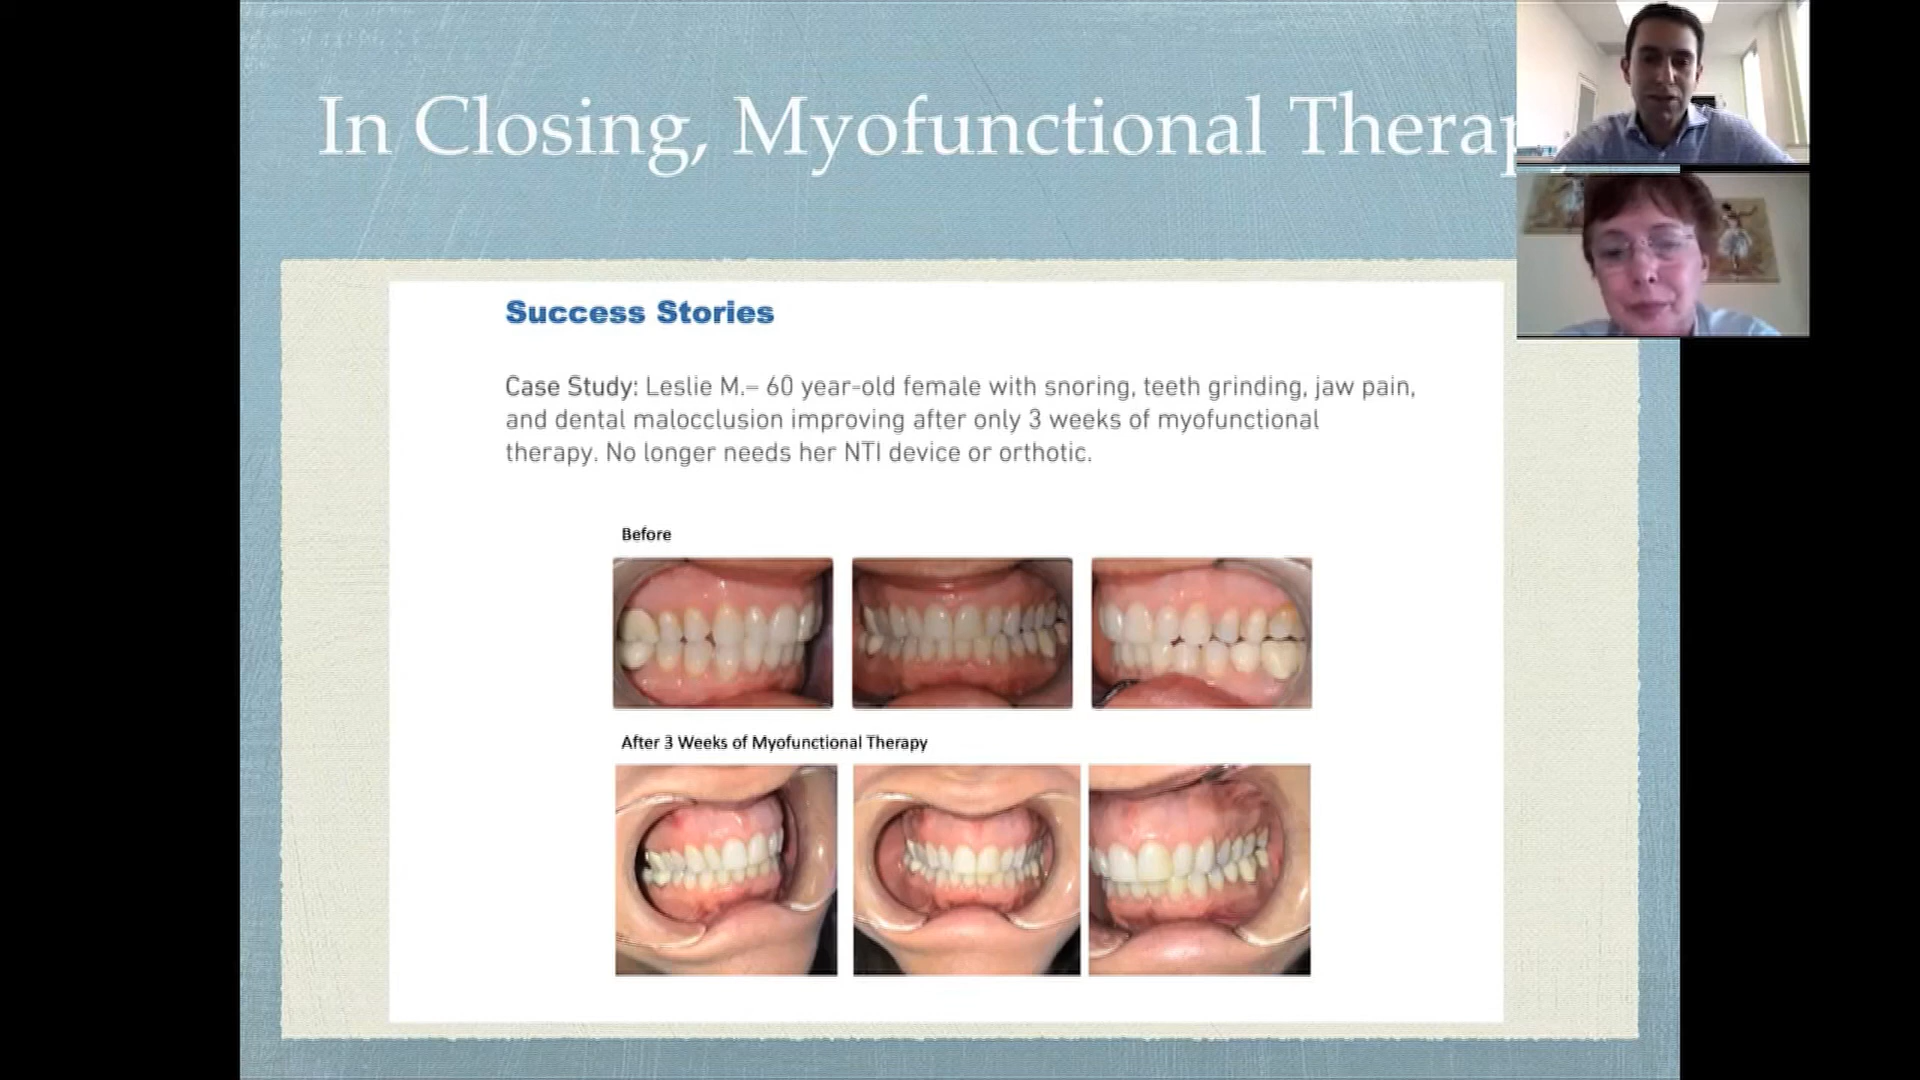 In Closing, Myofunctional Therapy
Success Stories
Case Study: Leslie M.– 60 year-old female with snoring, teeth grinding, jaw pain,
and dental malocclusion improving after only 3 weeks of myofunctional
therapy. No longer needs her NTI device or orthotic.
Before
After 3 Weeks of Myofunctional Therapy